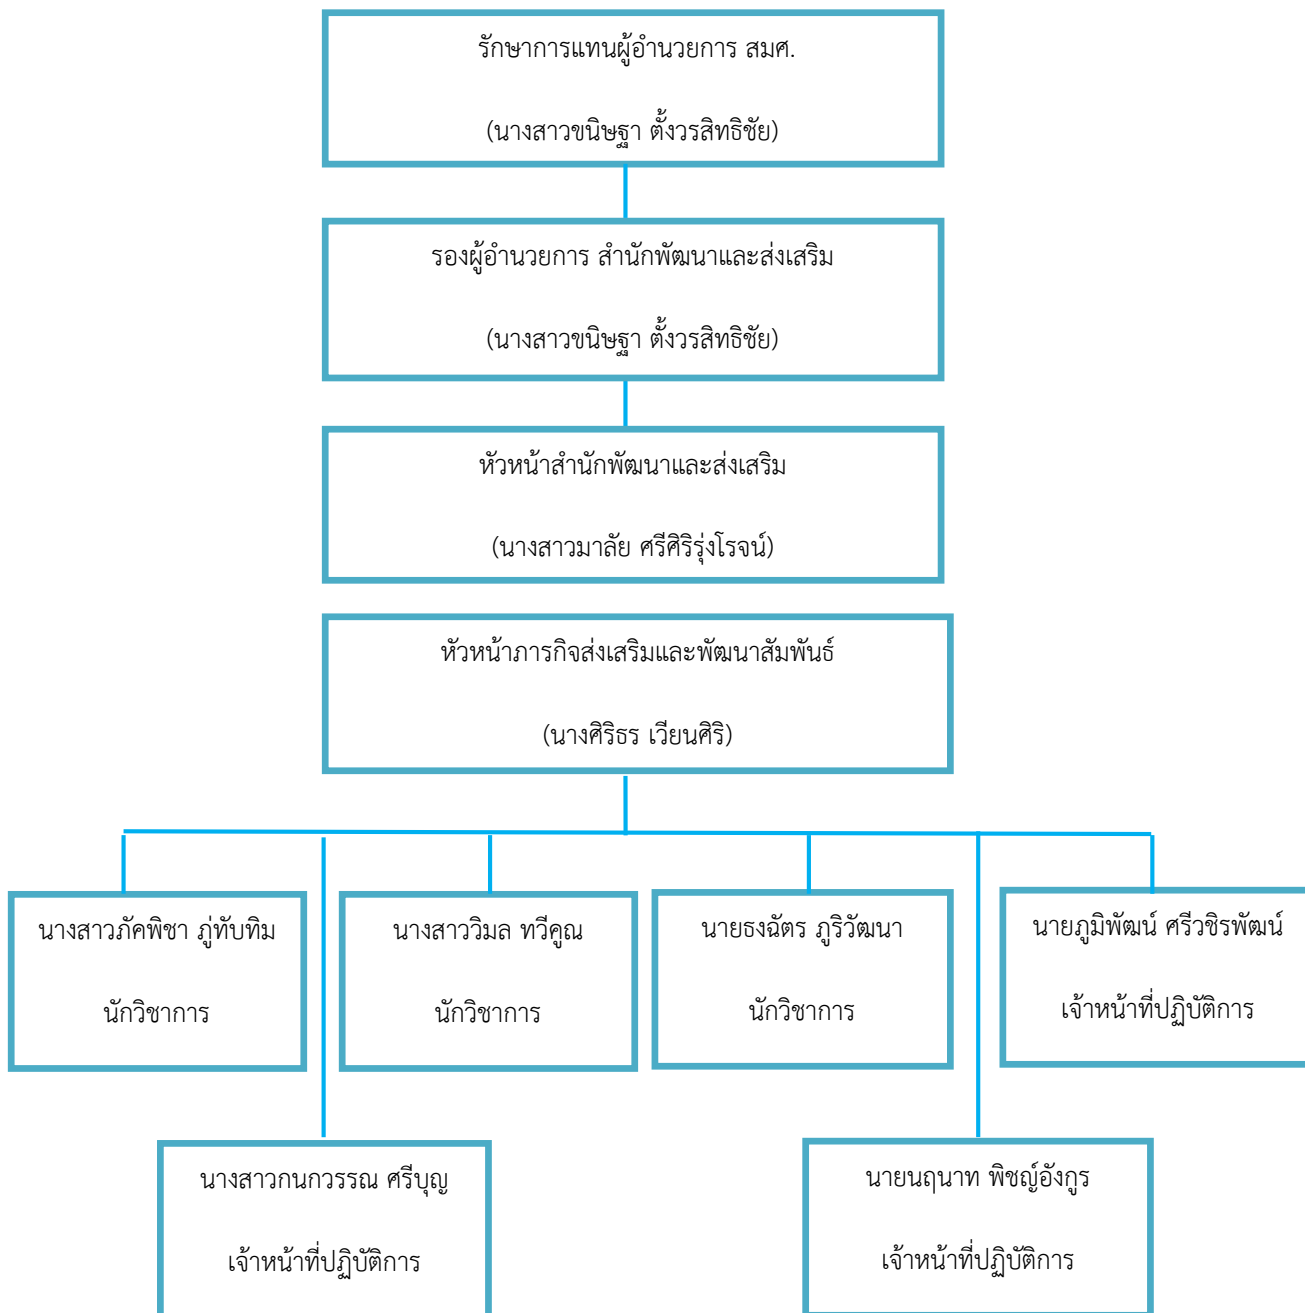 รักษาการแทนผู้อำนวยการ สมศ.
(นางสาวขนิษฐา ตั้งวรสิทธิชัย)
รองผู้อำนวยการ สำนักพัฒนาและส่งเสริม
(นางสาวขนิษฐา ตั้งวรสิทธิชัย)
หัวหน้าสำนักพัฒนาและส่งเสริม
(นางสาวมาลัย ศรีศิริรุ่งโรจน์)
หัวหน้าภารกิจส่งเสริมและพัฒนาสัมพันธ์
(นางศิริธร เวียนศิริ)
นางสาวภัคพิชา ภู่ทับทิม
นักวิชาการ
นางสาววิมล ทวีคูณ
นักวิชาการ
นายธงฉัตร ภูริวัฒนา
นักวิชาการ
นายภูมิพัฒน์ ศรีวชิรพัฒน์
เจ้าหน้าที่ปฏิบัติการ
นางสาวกนกวรรณ ศรีบุญ
เจ้าหน้าที่ปฏิบัติการ
นายนฤนาท พิชญ์อังกูร
เจ้าหน้าที่ปฏิบัติการ